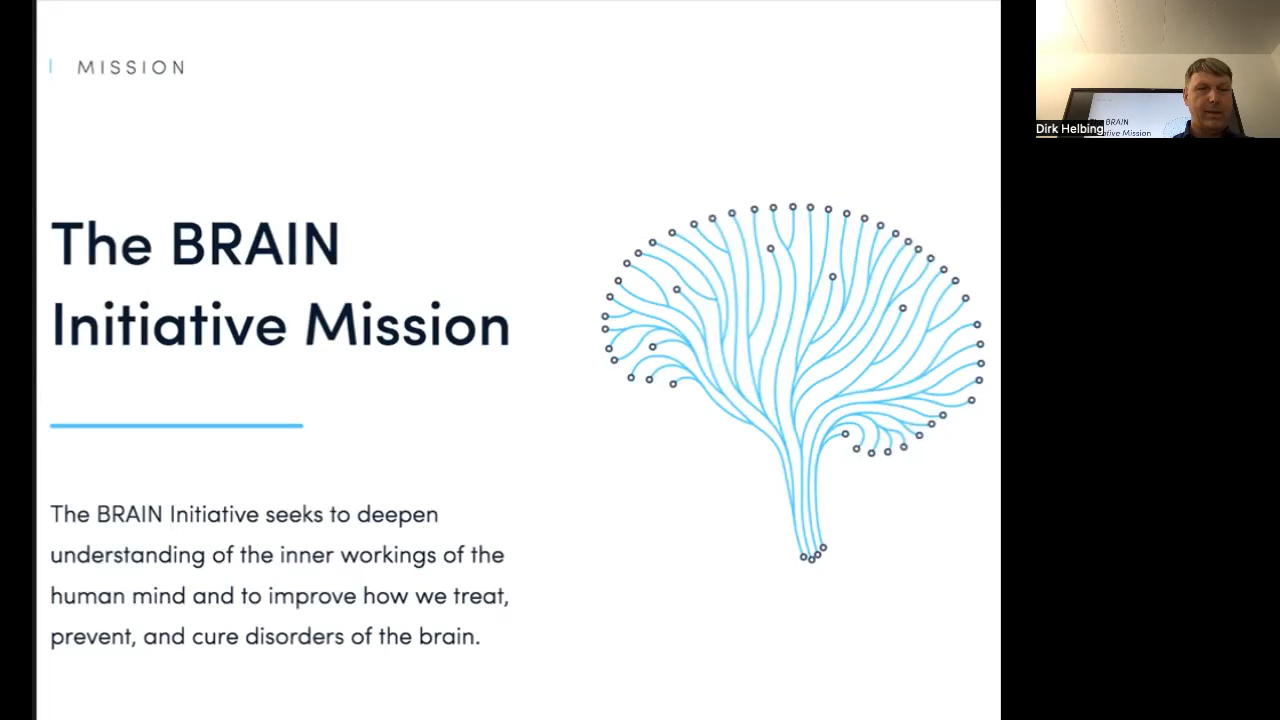 MISSION
The BRAIN
Initiative Mission
The BRAIN Initiative seeks to deepen
understanding of the inner workings of the
human mind and to improve how we treat,
prevent, and cure disorders of the brain.
Dirk Helbing
BRAIN
Mission